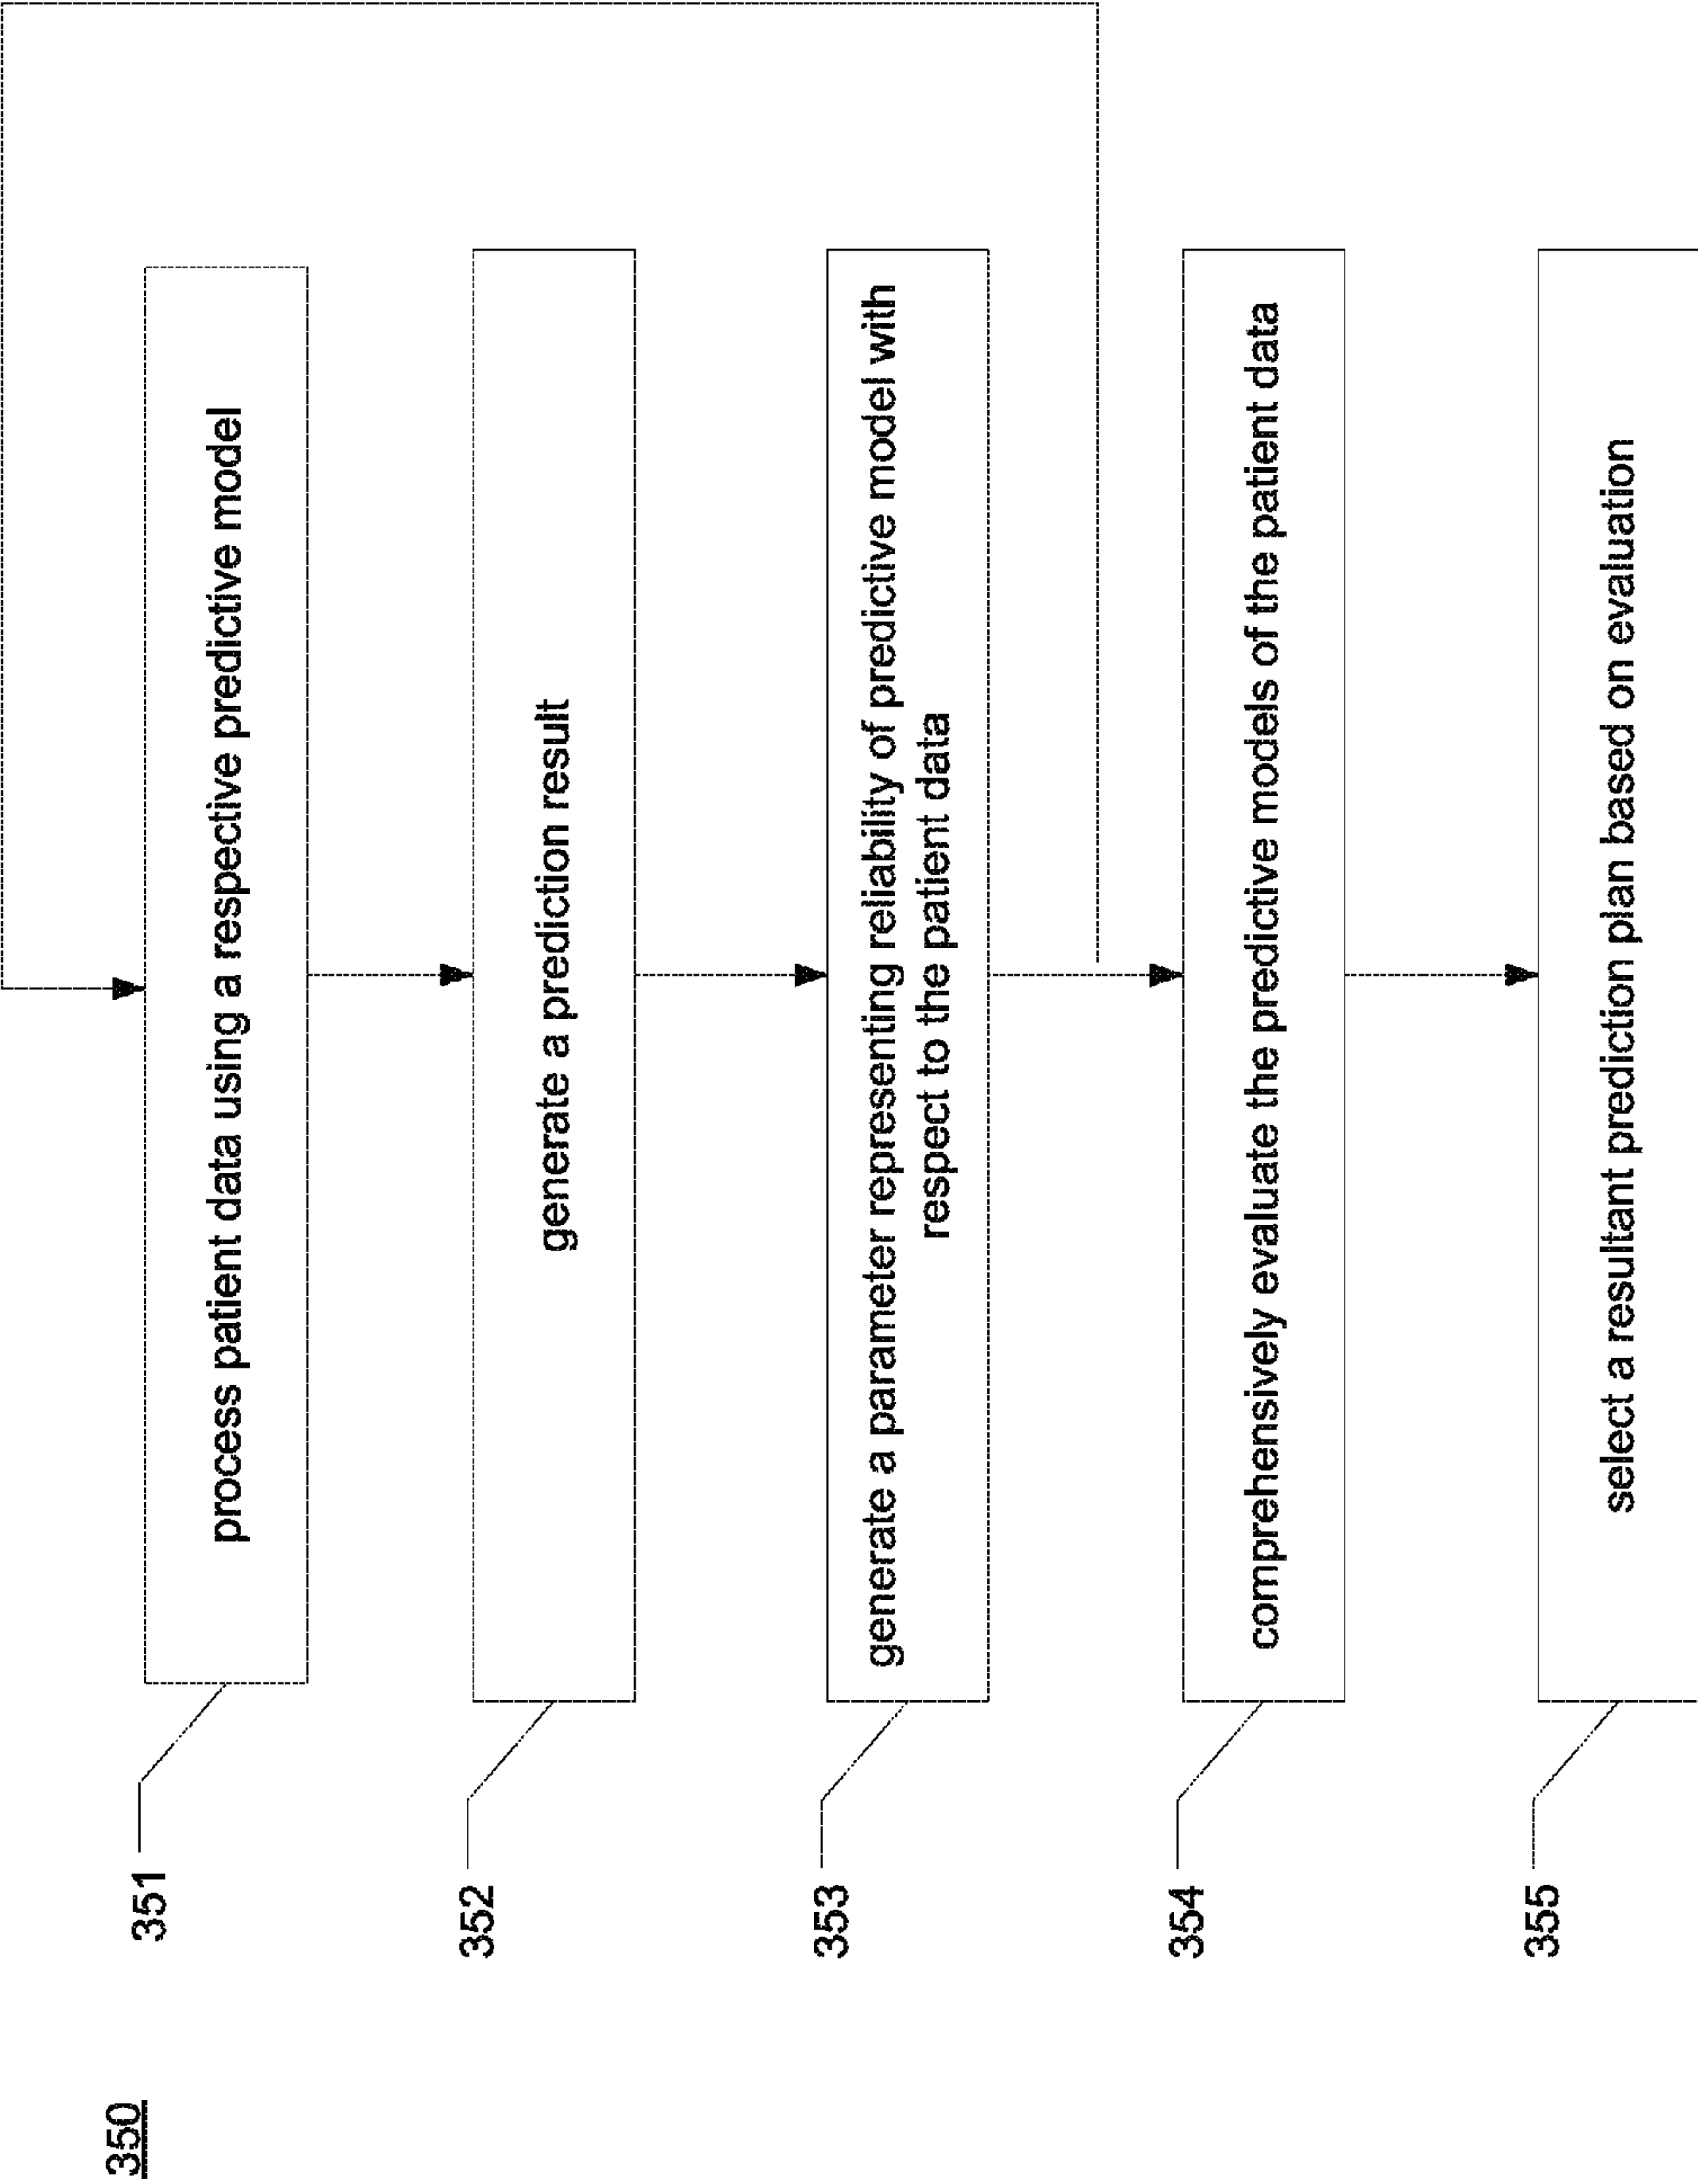 350
351
process patient data using a respective predictive model
352
generate a prediction result
353
generate a parameter representing reliability of predictive model with
respect to the patient data
354
comprehensively evaluate the predictive models of the patient data
355
select a resultant prediction plan based on evaluation